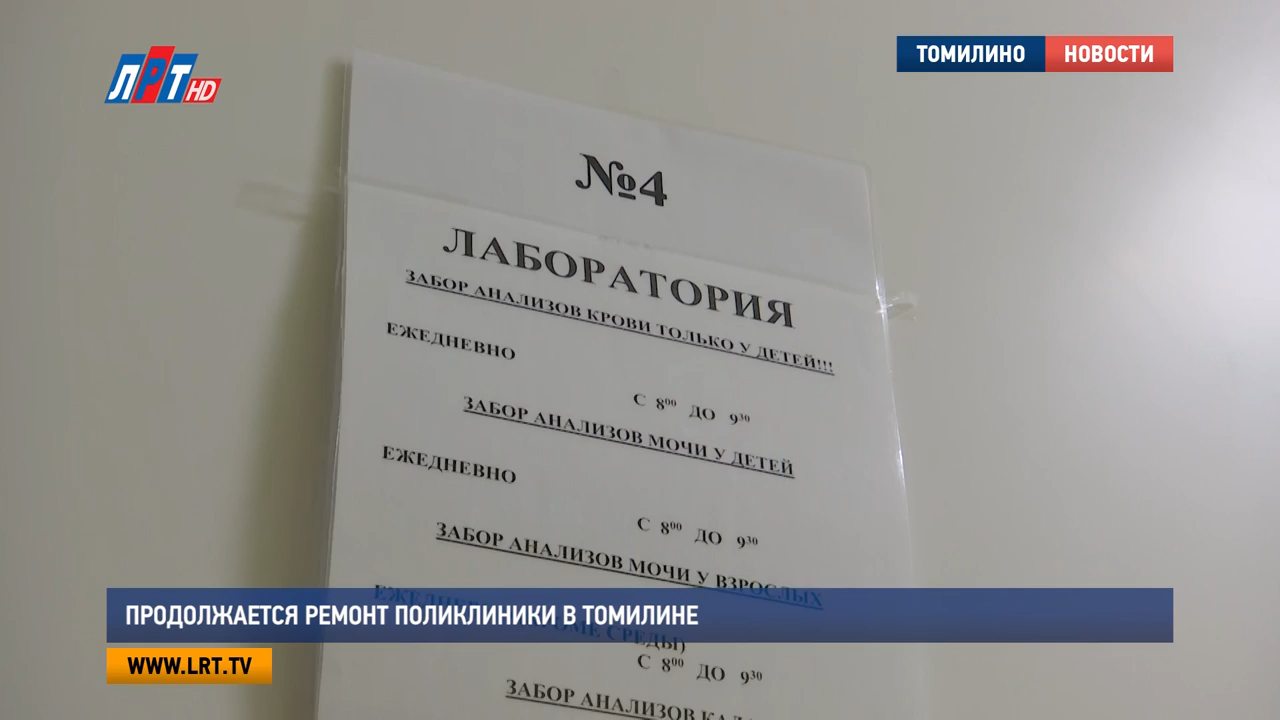 ЛРТ HD
ТОМИЛИНО НОВОСТИ
№4
ЛАБОРАТОРИЯ
ЗАБОР АНАЛИЗОВ КРОВИ ТОЛЬКО У ДЕТЕЙ!!!
ЕЖЕДНЕВНО
С 8⁰⁰ ДО 9³⁰
ЗАБОР АНАЛИЗОВ МОЧИ У ДЕТЕЙ
ЕЖЕДНЕВНО
С 8⁰⁰ ДО 9³⁰
ЗАБОР АНАЛИЗОВ МОЧИ У ВЗРОСЛЫХ
СРЕДЫ)
С 8⁰⁰ ДО 9³⁰
ЗАБОР АНАЛИЗОВ
ПРОДОЛЖАЕТСЯ РЕМОНТ ПОЛИКЛИНИКИ В ТОМИЛИНЕ
WWW.LRT.TV